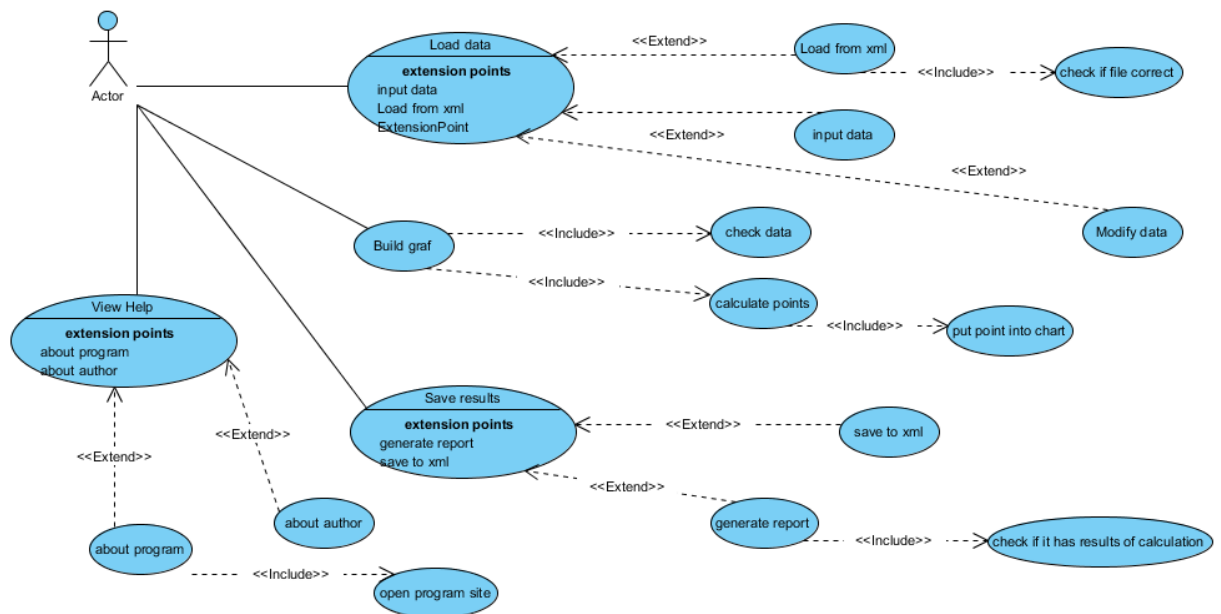 Actor
Load data
extension points
input data
Load from xml
ExtensionPoint
<<Extend>>
Load from xml
<<Include>>
check if file correct
<<Extend>>
input data
<<Extend>>
Modify data
Build graf
<<Include>>
check data
<<Include>>
calculate points
<<Include>>
put point into chart
View Help
extension points
about program
about author
<<Extend>>
<<Extend>>
about program
about author
<<Include>>
open program site
Save results
extension points
generate report
save to xml
<<Extend>>
save to xml
<<Extend>>
generate report
<<Include>>
check if it has results of calculation